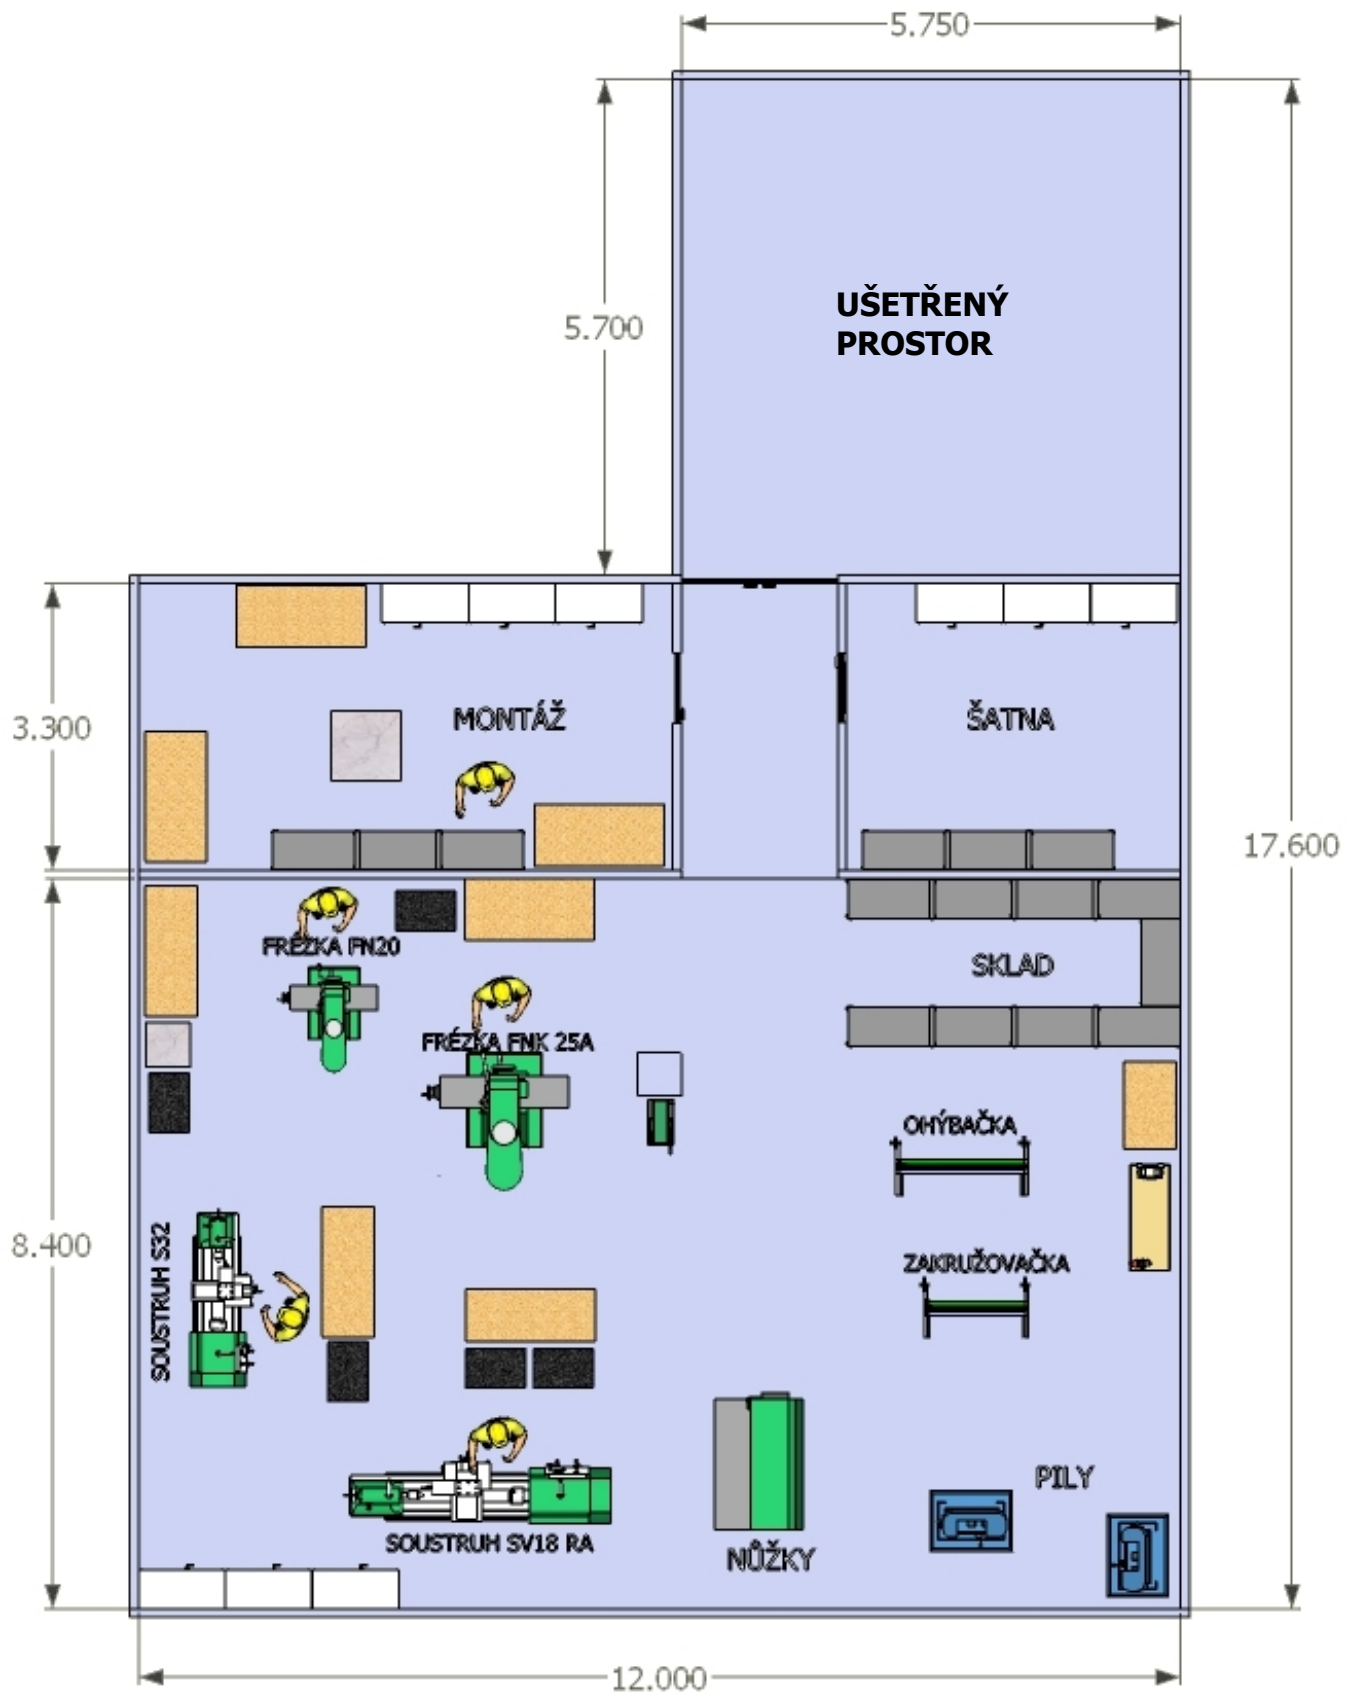 5.750
UŠETŘENÝ
PROSTOR
5.700
3.300
MONTÁŽ
ŠATNA
17.600
FRÉZKA FN20
SKLAD
FRÉZKA FNK 25A
OHÝBAČKA
8.400
SOUSTRUH S32
ZAKRUŽOVAČKA
PILY
SOUSTRUH SV18 RA
NŮŽKY
12.000